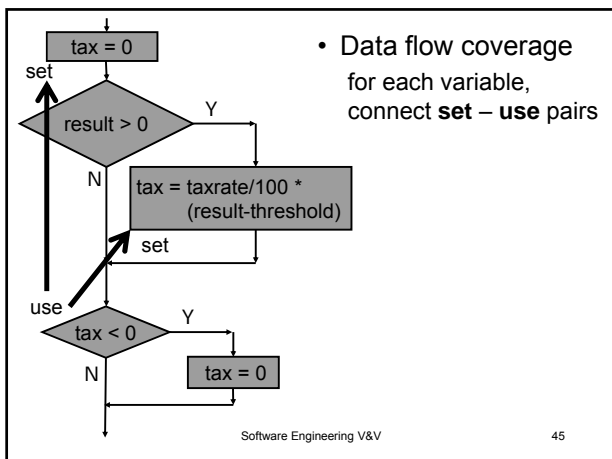 tax = 0
set
result > 0
Y
N
tax = taxrate/100 *
(result-threshold)
set
use
tax < 0
Y
N
tax = 0
• Data flow coverage
for each variable,
connect set – use pairs
Software Engineering V&V
45